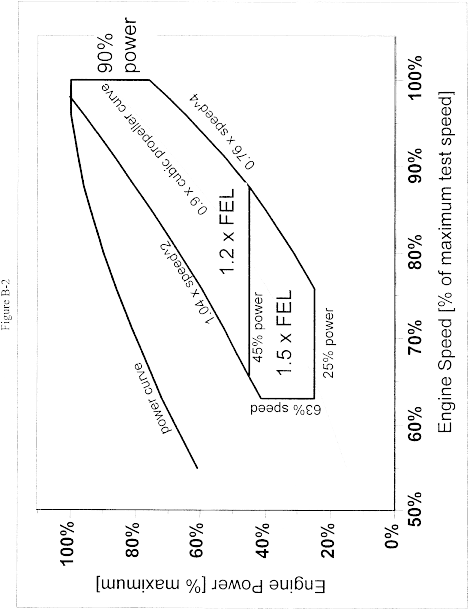 Figure B-2
Engine Power [% maximum]
100%
80%
60%
40%
20%
0%
power curve
1.04 x speed^2
0.9 x cubic propeller curve
90%
power
0.76 x speed^4
1.2 x FEL
45% power
1.5 x FEL
63% speed
25% power
50%
60%
70%
80%
90%
100%
Engine Speed [% of maximum test speed]